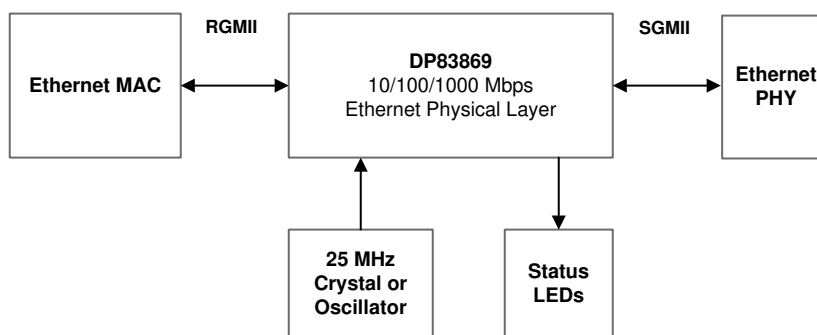 RGMII
SGMII
Ethernet MAC
DP83869
10/100/1000 Mbps
Ethernet Physical Layer
Ethernet
PHY
25 MHz
Crystal or
Oscillator
Status
LEDs